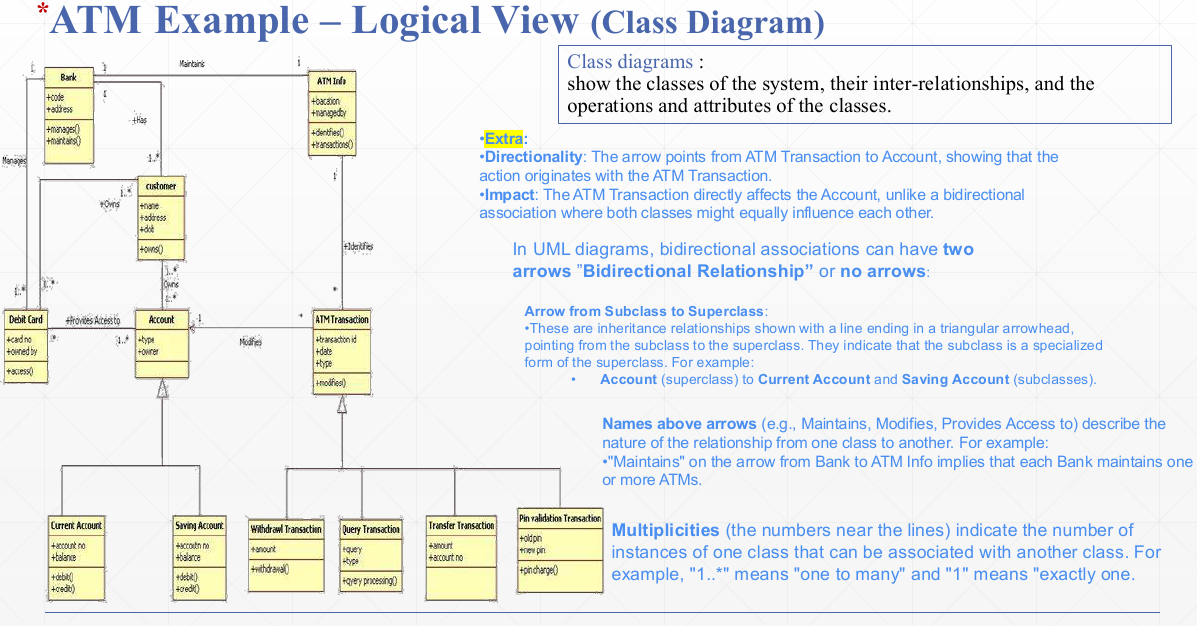 *ATM Example – Logical View (Class Diagram)
Class diagrams :
show the classes of the system, their inter-relationships, and the
operations and attributes of the classes.
•Extra:
•Directionality: The arrow points from ATM Transaction to Account, showing that the
action originates with the ATM Transaction.
•Impact: The ATM Transaction directly affects the Account, unlike a bidirectional
association where both classes might equally influence each other.
In UML diagrams, bidirectional associations can have two
arrows ”Bidirectional Relationship” or no arrows:
Arrow from Subclass to Superclass:
•These are inheritance relationships shown with a line ending in a triangular arrowhead,
pointing from the subclass to the superclass. They indicate that the subclass is a specialized
form of the superclass. For example:
• Account (superclass) to Current Account and Saving Account (subclasses).
Names above arrows (e.g., Maintains, Modifies, Provides Access to) describe the
nature of the relationship from one class to another. For example:
•"Maintains" on the arrow from Bank to ATM Info implies that each Bank maintains one
or more ATMs.
Multiplicities (the numbers near the lines) indicate the number of
instances of one class that can be associated with another class. For
example, "1..*" means "one to many" and "1" means "exactly one.
Bank
+code
+address
+manages()
+maintains()
Maintains
1
ATM Info
+location
+managedby
+identifies()
+transactions()
+Has
1..*
Manages
customer
+name
+address
+dob
+owns()
1..*
+Owns
1
+Identifies
*
1..*
Owns
1..*
Debit Card
+card no
+owned by
+access()
+Provides Access to
1..*
Account
+type
+owner
1
Modifies
*
ATM Transaction
+transaction id
+date
+type
+modifies()
Current Account
+account no
+balance
+debit()
+credit()
Saving Account
+accoutn no
+balance
+debit()
+credit()
Withdrawl Transaction
+amount
+withdrawal()
Query Transaction
+query
+type
+query processing()
Transfer Transaction
+amount
+account no
Pin validation Transaction
+oldpin
+new pin
+pinchange()